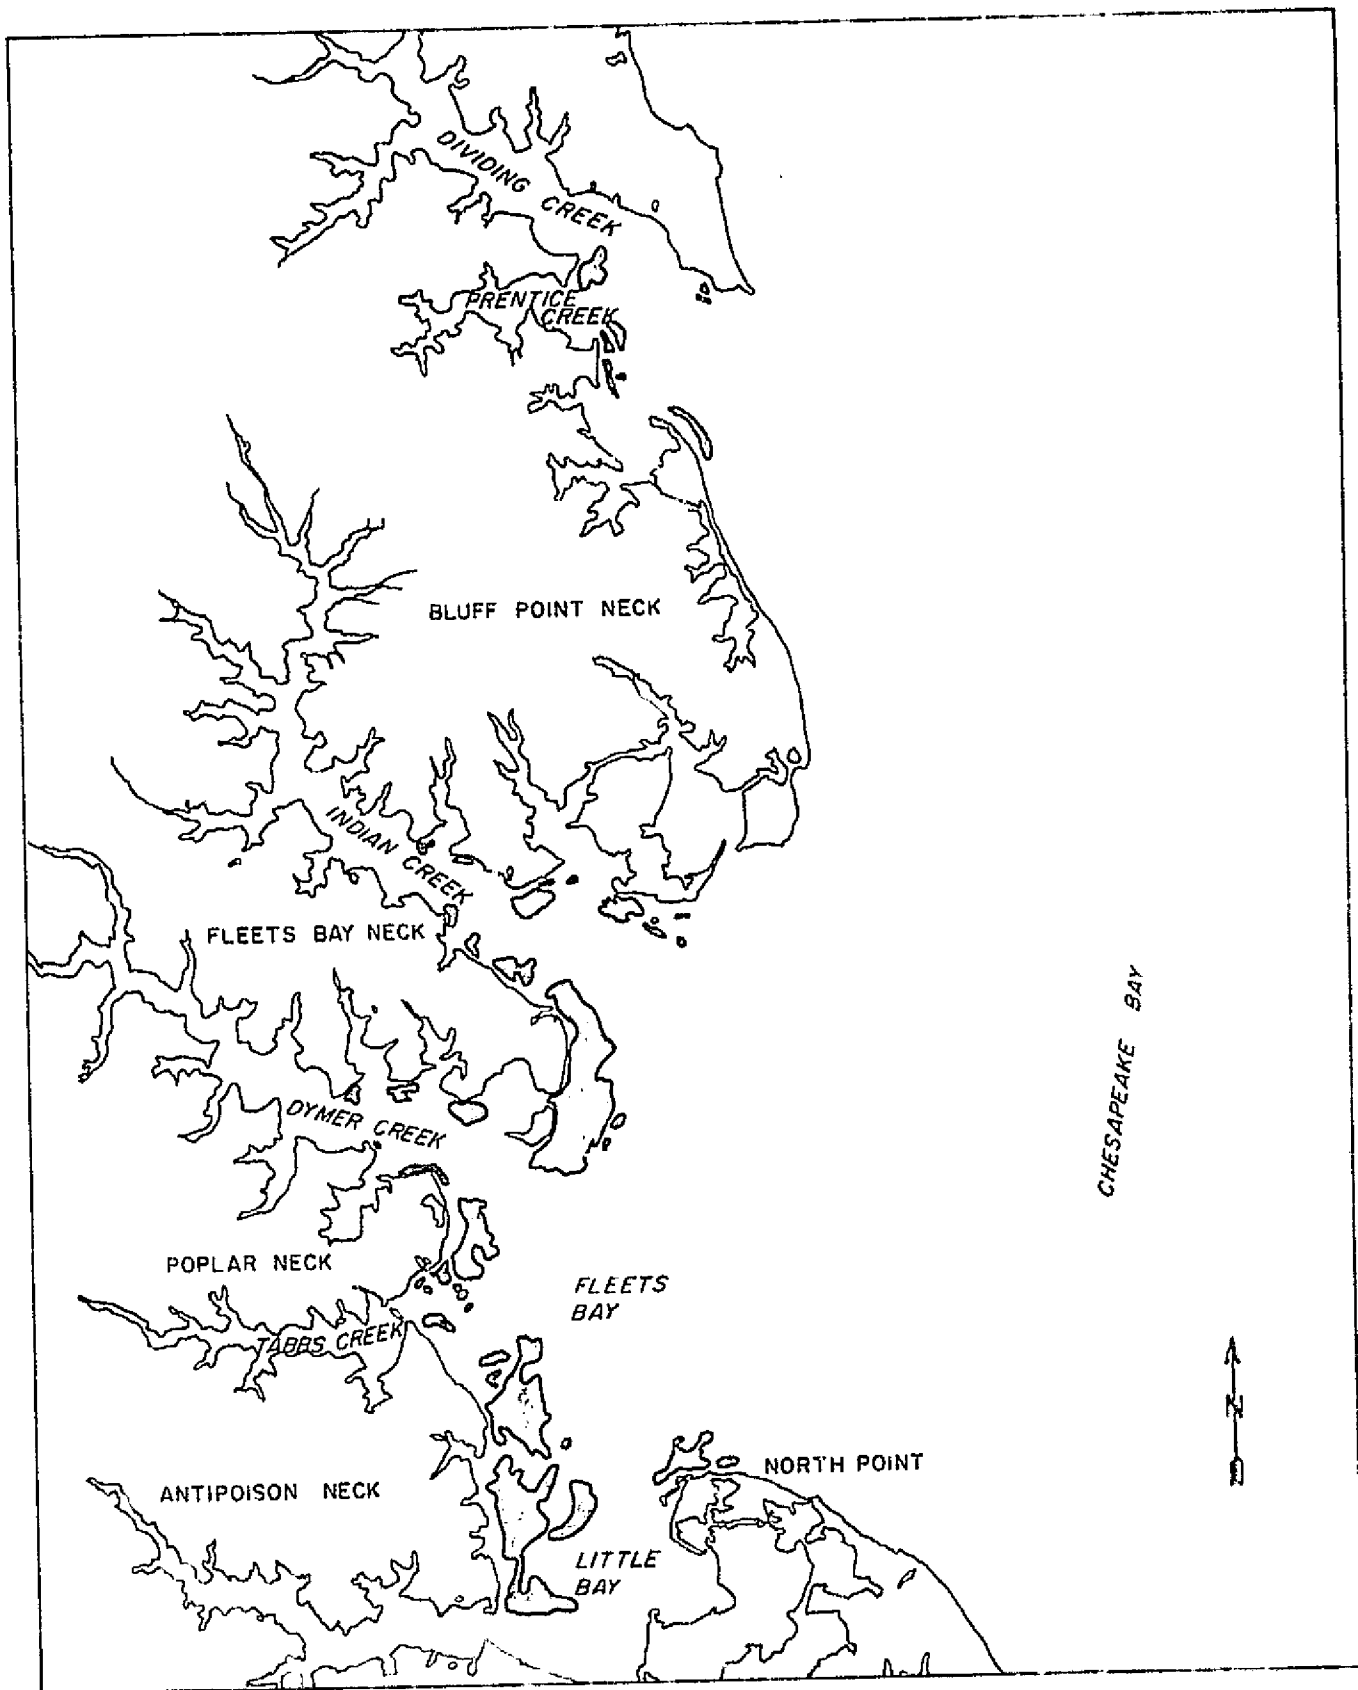 DIVIDING CREEK
PRENTICE
CREEK
BLUFF POINT NECK
INDIAN CREEK
FLEETS BAY NECK
CHESAPEAKE BAY
DYMER CREEK
POPLAR NECK
FLEETS
BAY
TABBS CREEK
N
NORTH POINT
ANTIPOISON NECK
LITTLE
BAY